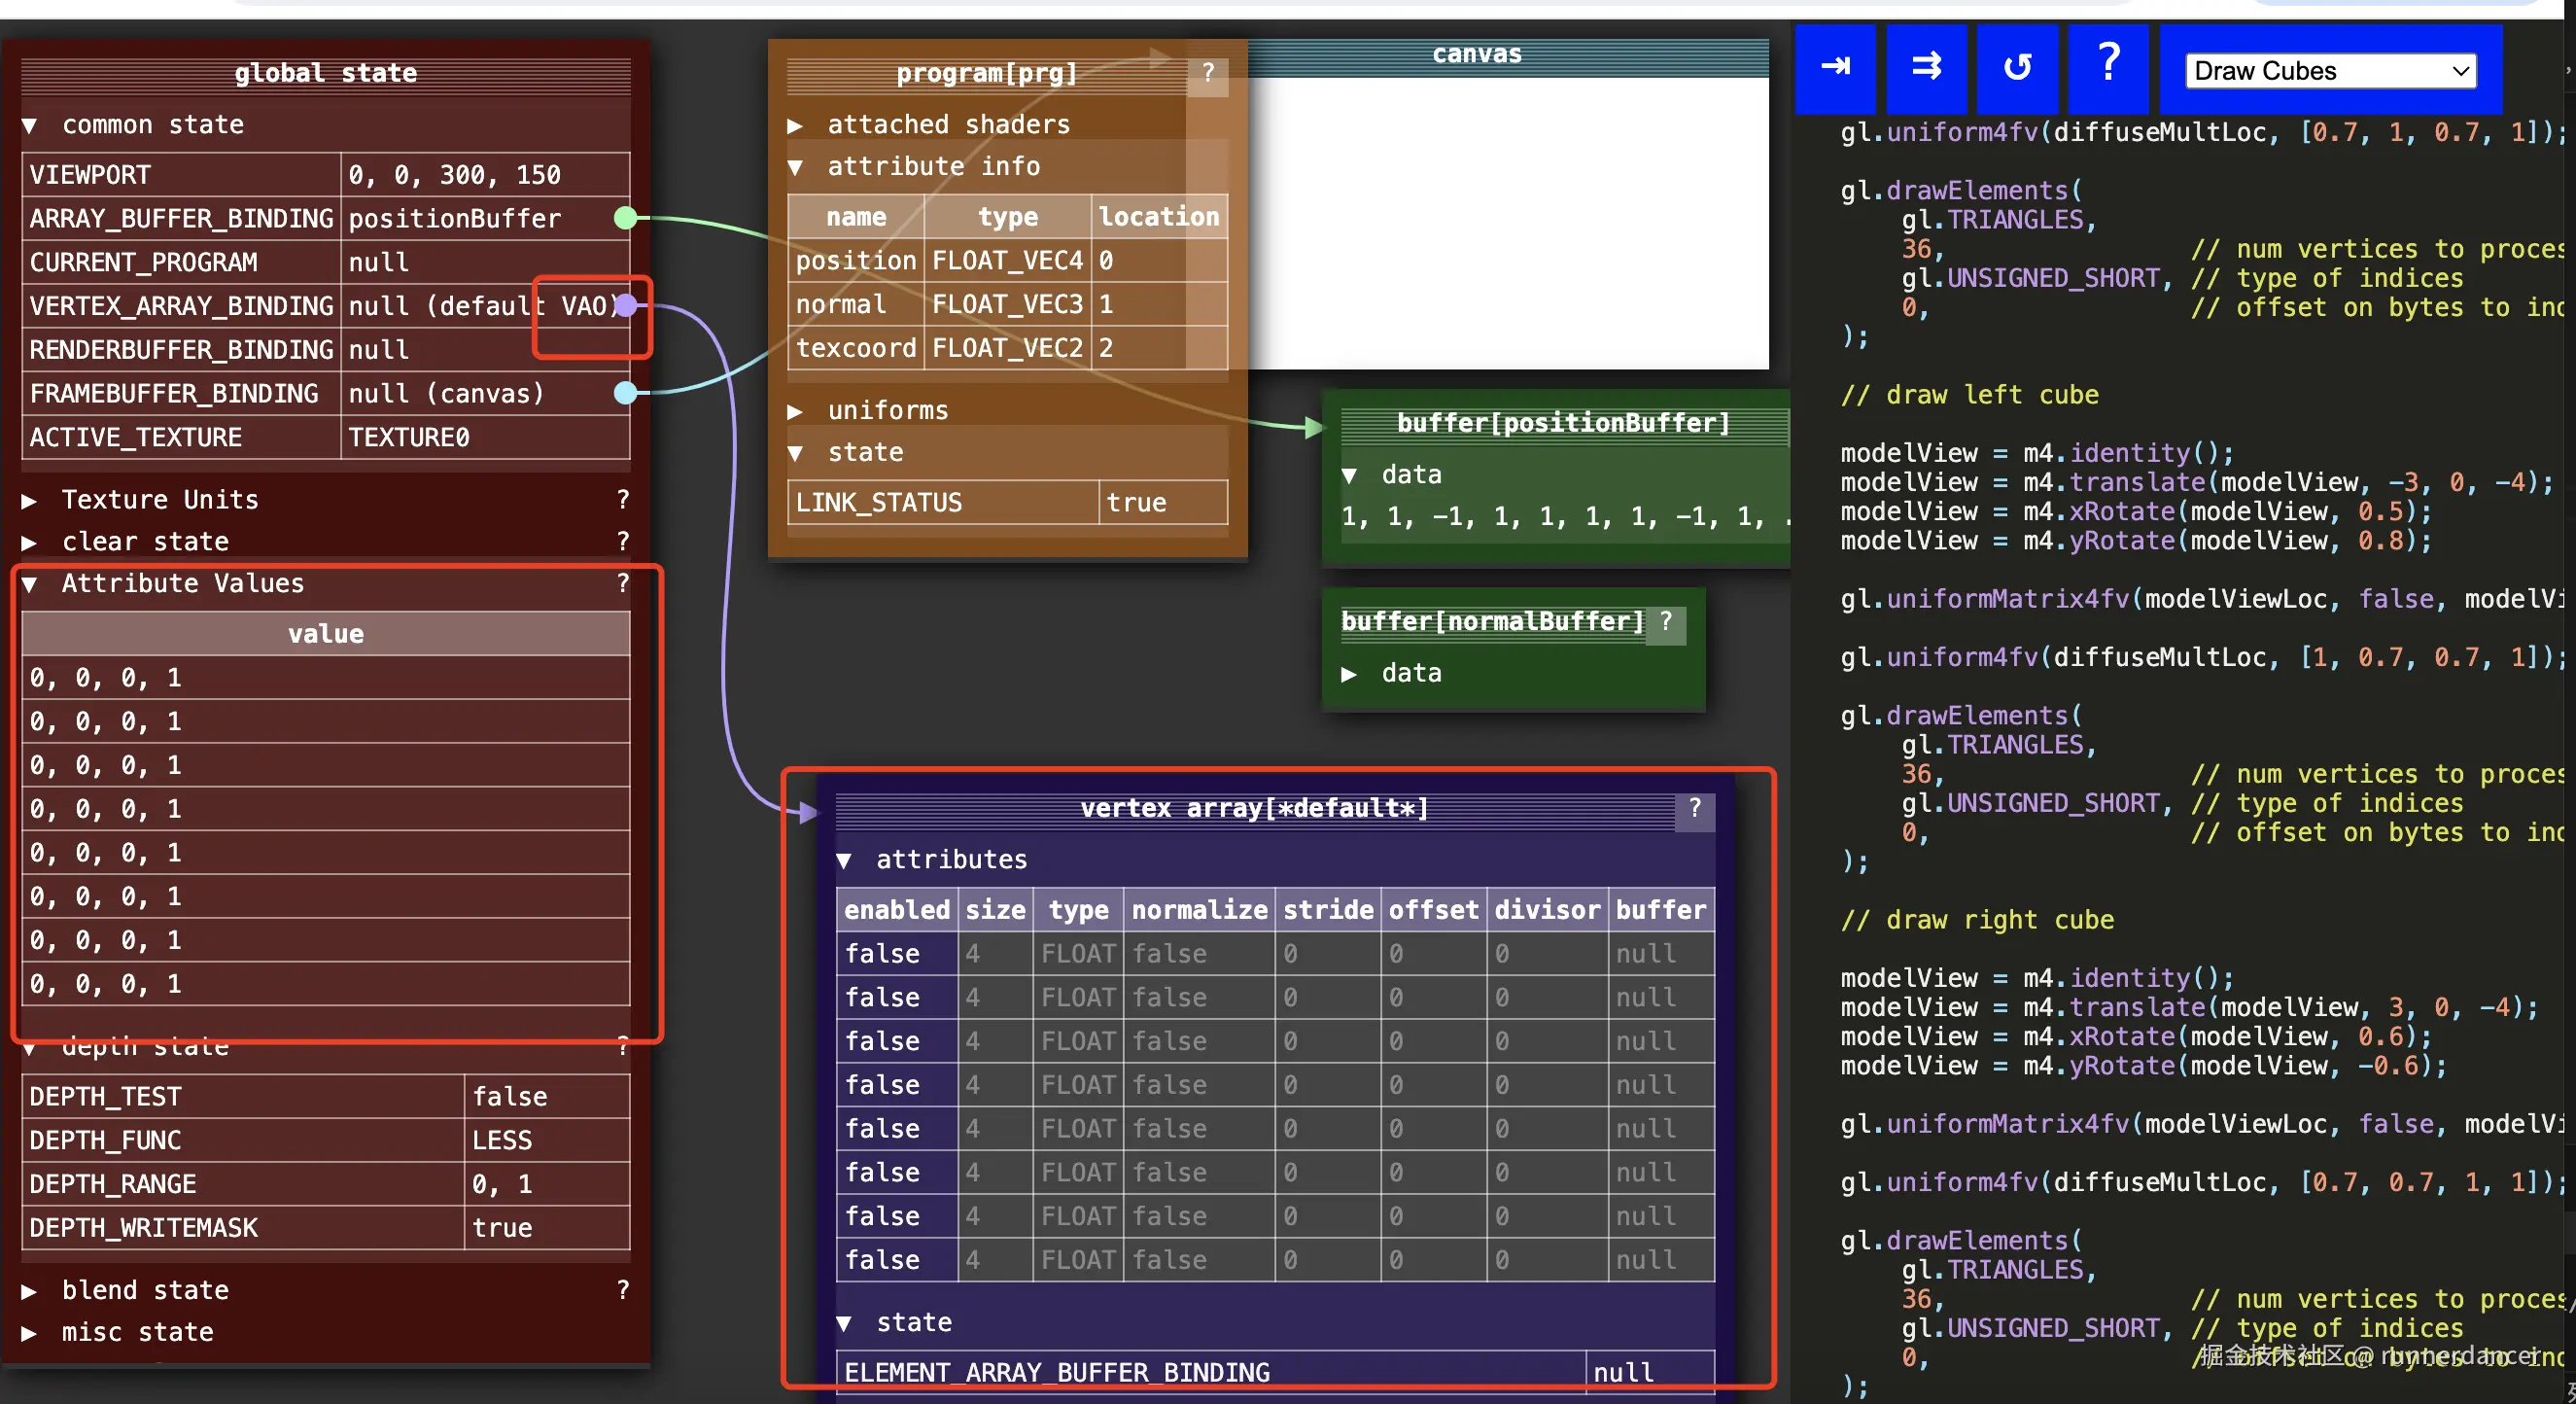 global state
▼ common state
VIEWPORT 0, 0, 300, 150
ARRAY_BUFFER_BINDING positionBuffer
CURRENT_PROGRAM null
VERTEX_ARRAY_BINDING null (default VAO)
RENDERBUFFER_BINDING null
FRAMEBUFFER_BINDING null (canvas)
ACTIVE_TEXTURE TEXTURE0
▶ Texture Units ?
▶ clear state ?
▼ Attribute Values ?
value
0, 0, 0, 1
0, 0, 0, 1
0, 0, 0, 1
0, 0, 0, 1
0, 0, 0, 1
0, 0, 0, 1
0, 0, 0, 1
0, 0, 0, 1
▼ depth state ?
DEPTH_TEST false
DEPTH_FUNC LESS
DEPTH_RANGE 0, 1
DEPTH_WRITEMASK true
▶ blend state ?
▶ misc state
program[prg] ?
▶ attached shaders
▼ attribute info
name type location
position FLOAT_VEC4 0
normal FLOAT_VEC3 1
texcoord FLOAT_VEC2 2
▶ uniforms
▼ state
LINK_STATUS true
canvas
buffer[positionBuffer]
▼ data
1, 1, -1, 1, 1, 1, 1, -1, 1, .
buffer[normalBuffer] ?
▶ data
vertex array[*default*] ?
▼ attributes
enabled size type normalize stride offset divisor buffer
false 4 FLOAT false 0 0 0 null
false 4 FLOAT false 0 0 0 null
false 4 FLOAT false 0 0 0 null
false 4 FLOAT false 0 0 0 null
false 4 FLOAT false 0 0 0 null
false 4 FLOAT false 0 0 0 null
false 4 FLOAT false 0 0 0 null
false 4 FLOAT false 0 0 0 null
▼ state
ELEMENT_ARRAY_BUFFER_BINDING null
⇥ ⇉ ↺ ? Draw Cubes
gl.uniform4fv(diffuseMultLoc, [0.7, 1, 0.7, 1]);
gl.drawElements(
gl.TRIANGLES,
36, // num vertices to proces
gl.UNSIGNED_SHORT, // type of indices
0, // offset on bytes to ind
);
// draw left cube
modelView = m4.identity();
modelView = m4.translate(modelView, -3, 0, -4);
modelView = m4.xRotate(modelView, 0.5);
modelView = m4.yRotate(modelView, 0.8);
gl.uniformMatrix4fv(modelViewLoc, false, modelVi
gl.uniform4fv(diffuseMultLoc, [1, 0.7, 0.7, 1]);
gl.drawElements(
gl.TRIANGLES,
36, // num vertices to proces
gl.UNSIGNED_SHORT, // type of indices
0, // offset on bytes to ind
);
// draw right cube
modelView = m4.identity();
modelView = m4.translate(modelView, 3, 0, -4);
modelView = m4.xRotate(modelView, 0.6);
modelView = m4.yRotate(modelView, -0.6);
gl.uniformMatrix4fv(modelViewLoc, false, modelVi
gl.uniform4fv(diffuseMultLoc, [0.7, 0.7, 1, 1]);
gl.drawElements(
gl.TRIANGLES,
36, // num vertices to proces
gl.UNSIGNED_SHORT, // type of indices
0, // offset on bytes to ind
);
掘金技术社区 @ runnerdancer